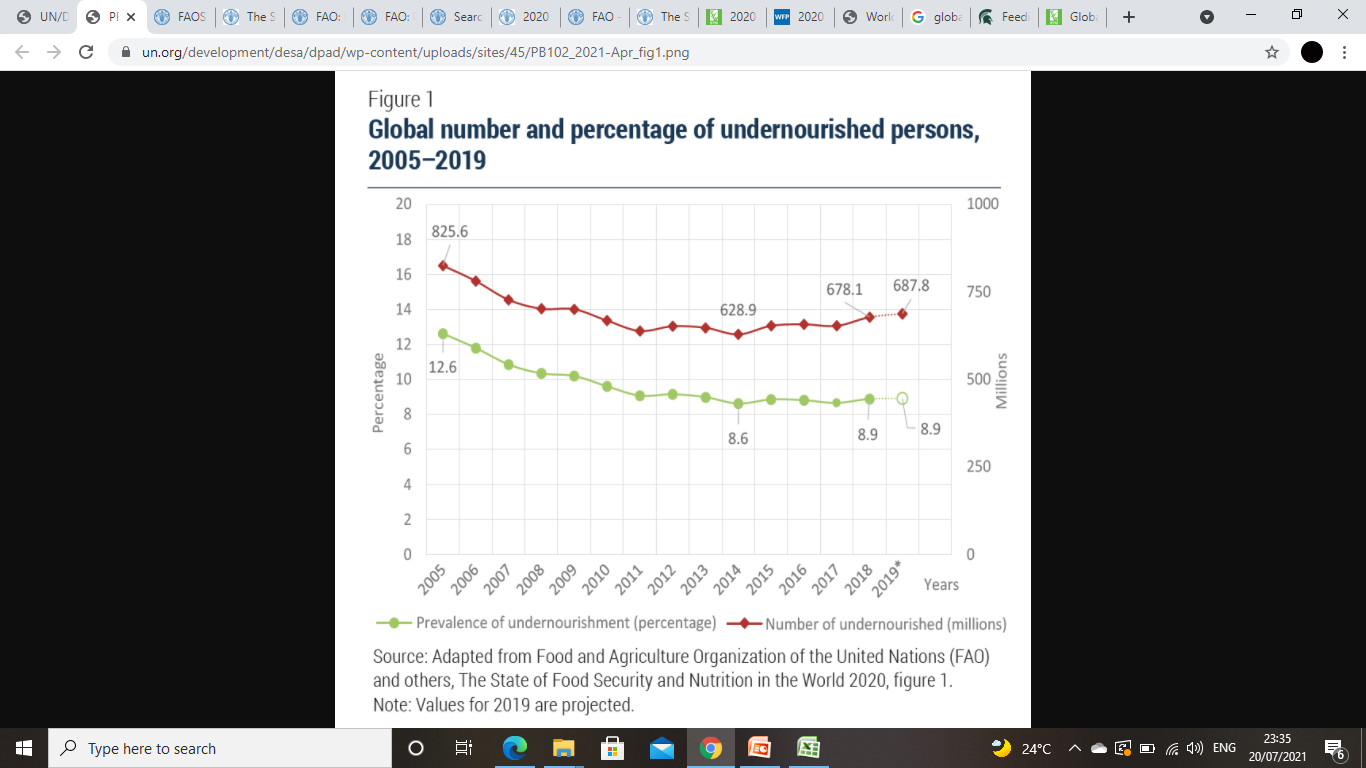 UN/D
PE
FAOS
The S
FAO:
FAO:
Searc
2020
FAO -
The S
2020
WFP 2020
Worl
globa
Feedi
Globa
un.org/development/desa/dpad/wp-content/uploads/sites/45/PB102_2021-Apr_fig1.png
Figure 1
Global number and percentage of undernourished persons,
2005–2019
20 1000
825.6
18
16
678.1 687.8
750
14
628.9
12
12.6
10 500
8
8.6 8.9 8.9
6
250
4
2
0 0
Percentage
Millions
2005 2006 2007 2008 2009 2010 2011 2012 2013 2014 2015 2016 2017 2018 2019* Years
Prevalence of undernourishment (percentage) Number of undernourished (millions)
Source: Adapted from Food and Agriculture Organization of the United Nations (FAO)
and others, The State of Food Security and Nutrition in the World 2020, figure 1.
Note: Values for 2019 are projected.
Type here to search
24°C
ENG
23:35
20/07/2021
6